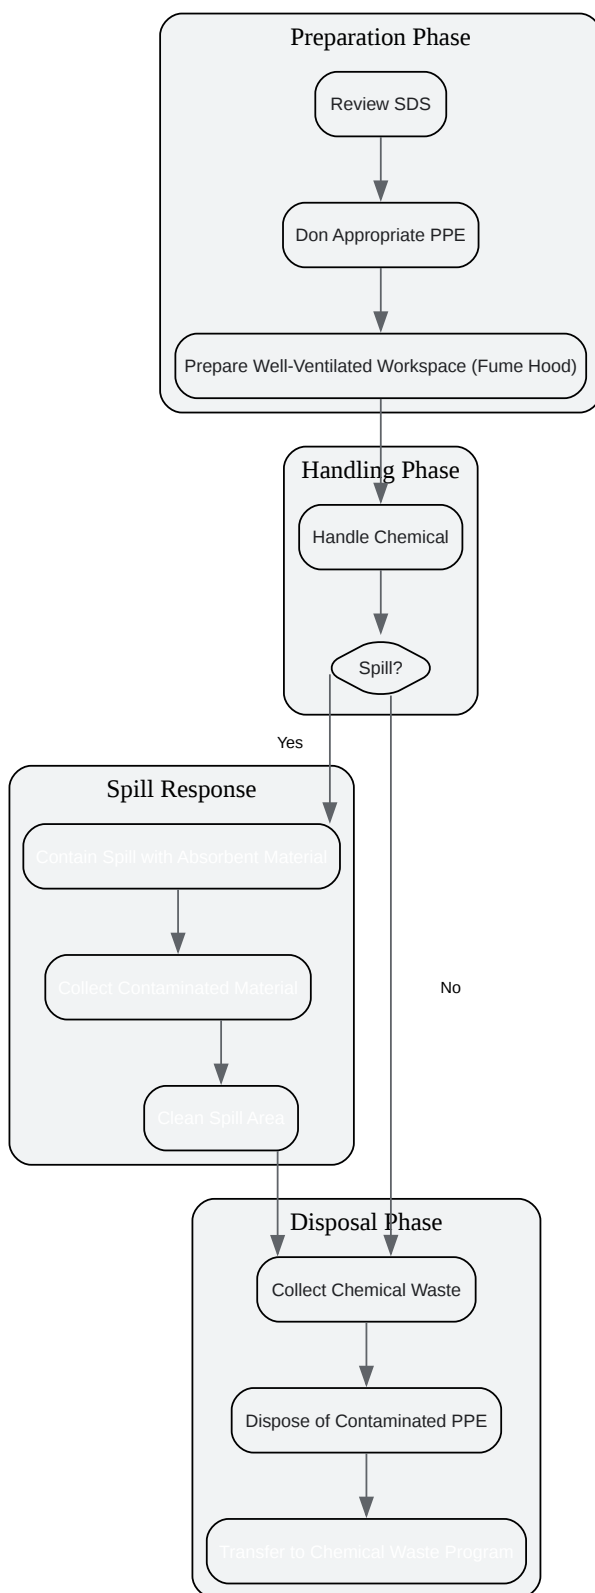 Preparation Phase
Review SDS
Don Appropriate PPE
Prepare Well-Ventilated Workspace (Fume Hood)
Handling Phase
Handle Chemical
Spill?
Yes
Spill Response
Contain Spill with Absorbent Material
Collect Contaminated Material
No
Clean Spill Area
Disposal Phase
Collect Chemical Waste
Dispose of Contaminated PPE
Transfer to Chemical Waste Program